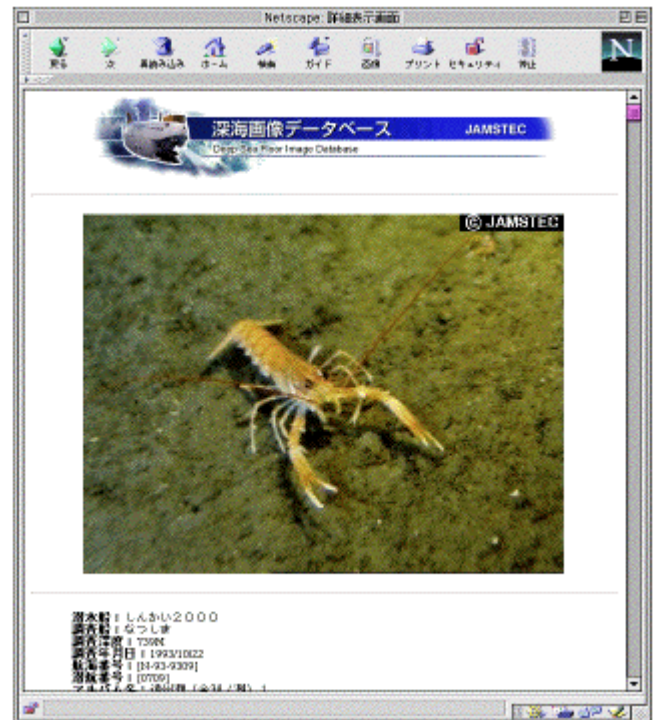 Netscape: 詳細表示画面
戻る 次 再読み込み ホーム 検索 ガイド 画像 プリント セキュリティ 停止
N
深海画像データベース JAMSTEC
Deep Sea Floor Image Database
© JAMSTEC
潜水船：しんかい２０００
調査船：なつしま
調査深度：739M
調査年月日：1993/10/22
航海番号：[N-93-9309]
潜航番号：[0709]